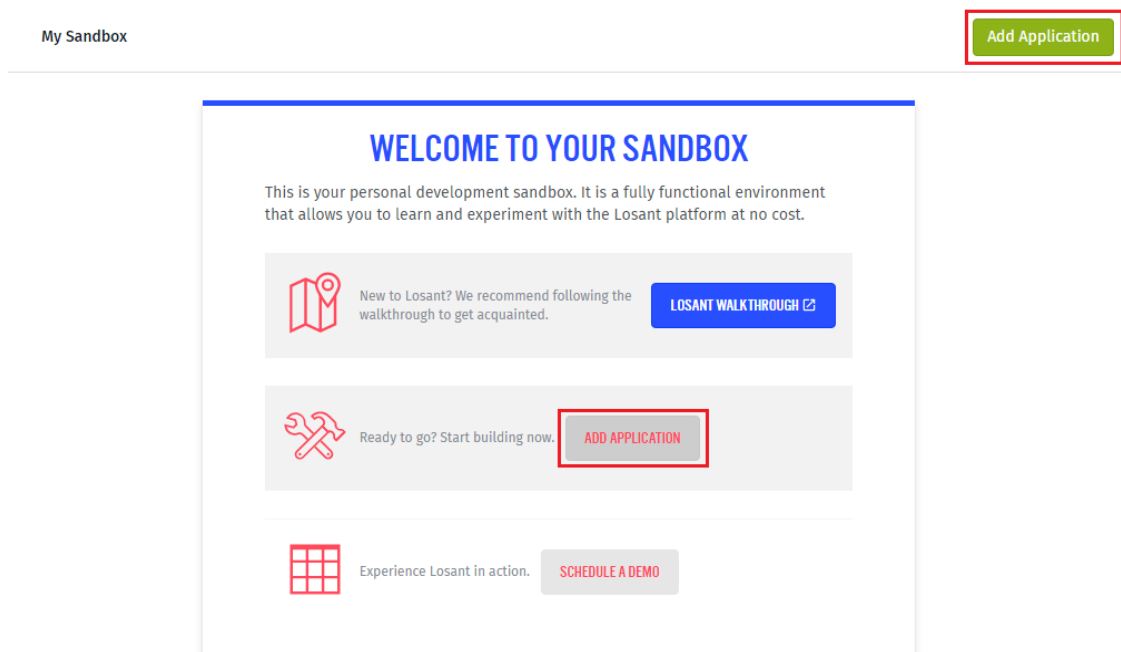 My Sandbox
Add Application
WELCOME TO YOUR SANDBOX
This is your personal development sandbox. It is a fully functional environment
that allows you to learn and experiment with the Losant platform at no cost.
New to Losant? We recommend following the
walkthrough to get acquainted.
LOSANT WALKTHROUGH
Ready to go? Start building now.
ADD APPLICATION
Experience Losant in action.
SCHEDULE A DEMO